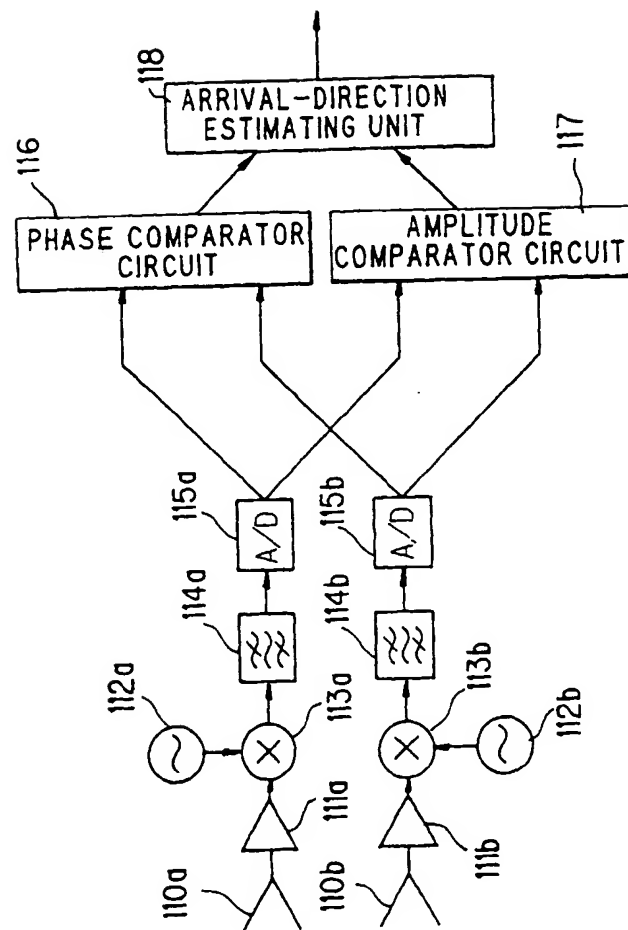 118
ARRIVAL-DIRECTION
ESTIMATING UNIT
116
PHASE COMPARATOR
CIRCUIT
117
AMPLITUDE
COMPARATOR CIRCUIT
115a
A/D
115b
A/D
114a
114b
112a
113a
113b
112b
111a
111b
110a
110b